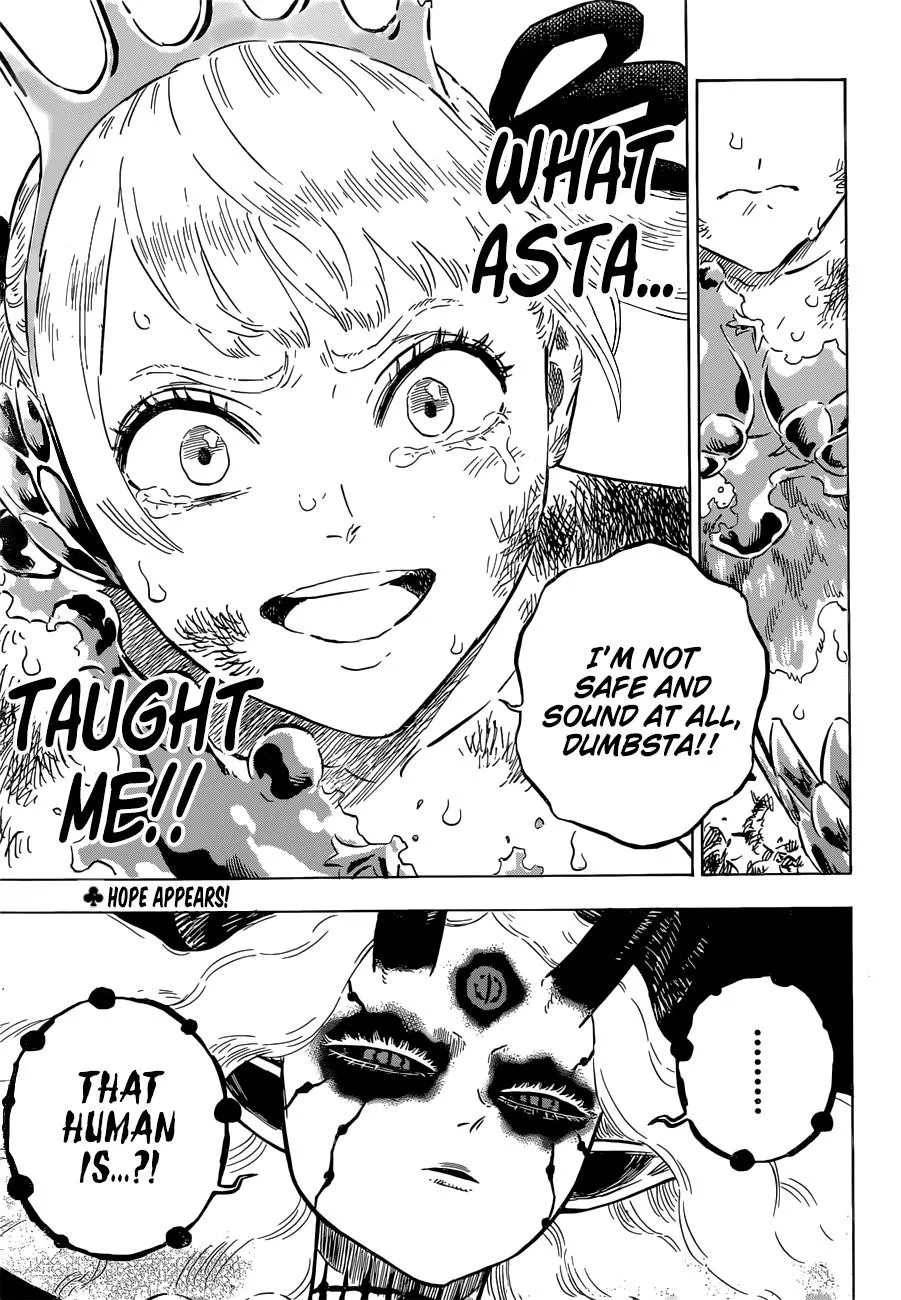 I'M NOT
SAFE AND
SOUND AT ALL,
DUMBSTA!!
WHAT
ASTA...
TAUGHT
ME!!
♣ HOPE APPEARS!
........
THAT
HUMAN
IS...?!